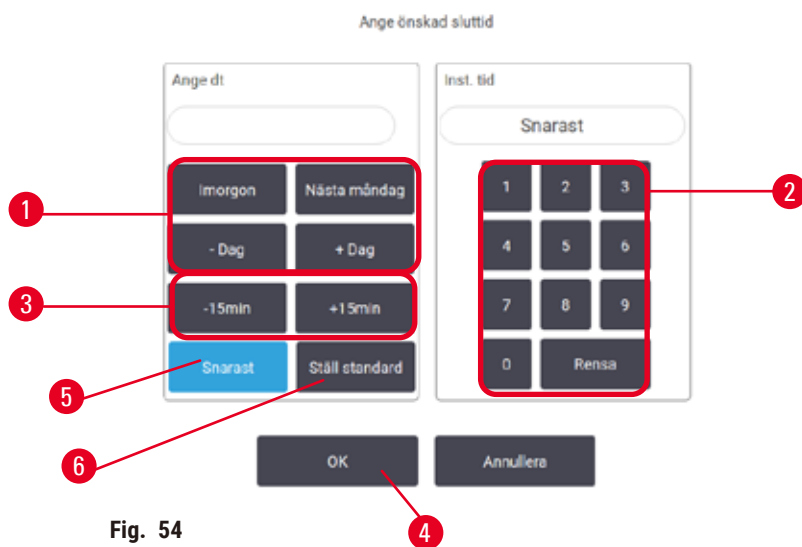 Ange önskad sluttid
Ange dt
Inst. tid
Snarast
Imorgon
Nästa måndag
- Dag
+ Dag
-15min
+15min
Snarast
Ställ standard
1 2 3
4 5 6
7 8 9
0 Rensa
OK
Annullera
1
2
3
5
6
4
Fig. 54